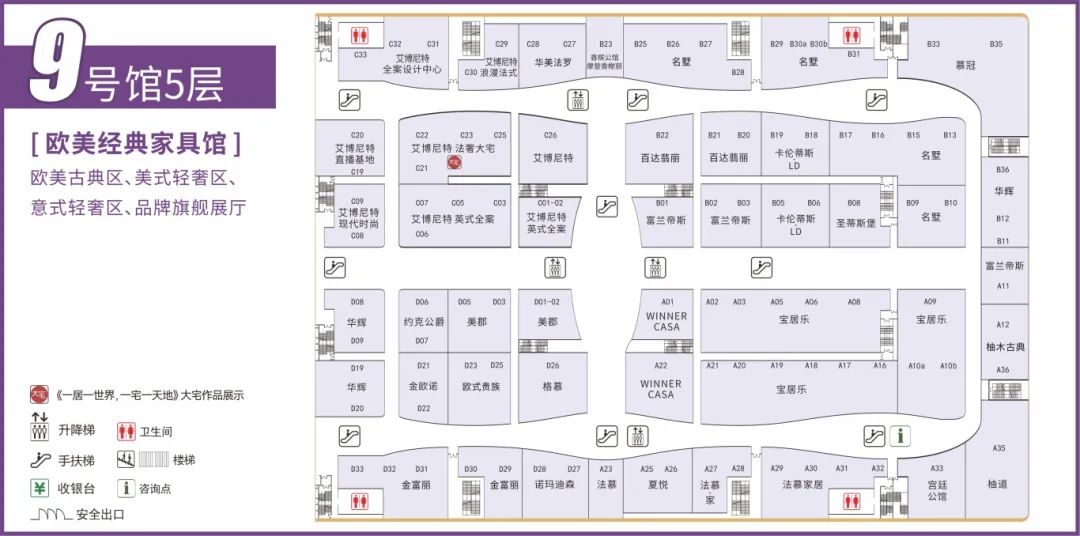 9号馆5层
[ 欧美经典家具馆 ]
欧美古典区、美式轻奢区、
意式轻奢区、品牌旗舰展厅
大宅 《一居一世界,一宅一天地》大宅作品展示
升降梯 卫生间
手扶梯 楼梯
¥ 收银台 i 咨询点
安全出口
C33
C32 C31
艾博尼特
全案设计中心
C30
C29
艾博尼特
浪漫法式
C28 C27
华美法罗
B23
香槟公馆
摩登香榭丽
B25 B26 B27
名墅
B28
B29 B30a B30b
名墅
B31
B33 B35
慕冠
C20
艾博尼特
直播基地
C19
C22 C23 C25
艾博尼特 法奢大宅
C21
大宅
C26
艾博尼特
B22
百达翡丽
B21 B20
百达翡丽
B19 B18
卡伦蒂斯
·LD
B17 B16 B15 B13
名墅
C09
艾博尼特
现代时尚
C08
C07 C05 C03
艾博尼特 英式全案
C06
C01-02
艾博尼特
英式全案
B01
富兰帝斯
B02 B03
富兰帝斯
B05 B06
卡伦蒂斯
·LD
B08
圣蒂斯堡
B09 B10
名墅
B36
华辉
B12
B11
富兰帝斯
A11
A12
柚木古典
A36
D08
华辉
D09
D06
约克公爵
D07
D05 D03
美郡
D01-02
美郡
A01
WINNER
CASA
A02 A03 A05 A06 A08
宝居乐
A09
宝居乐
A10a A10b
D19
华辉
D20
D21
金欧诺
D22
D23 D25
欧式贵族
D26
格慕
A22
WINNER
CASA
A21 A20 A19 A18 A17 A16
宝居乐
i
D33 D32 D31
金富丽
D30 D29
金富丽
D28 D27
诺玛迪森
A23
法慕
A25 A26
夏悦
A27
法慕
·家
A28
A29 A30 A31 A32
法慕家居
A33
宫廷
公馆
A35
柚道